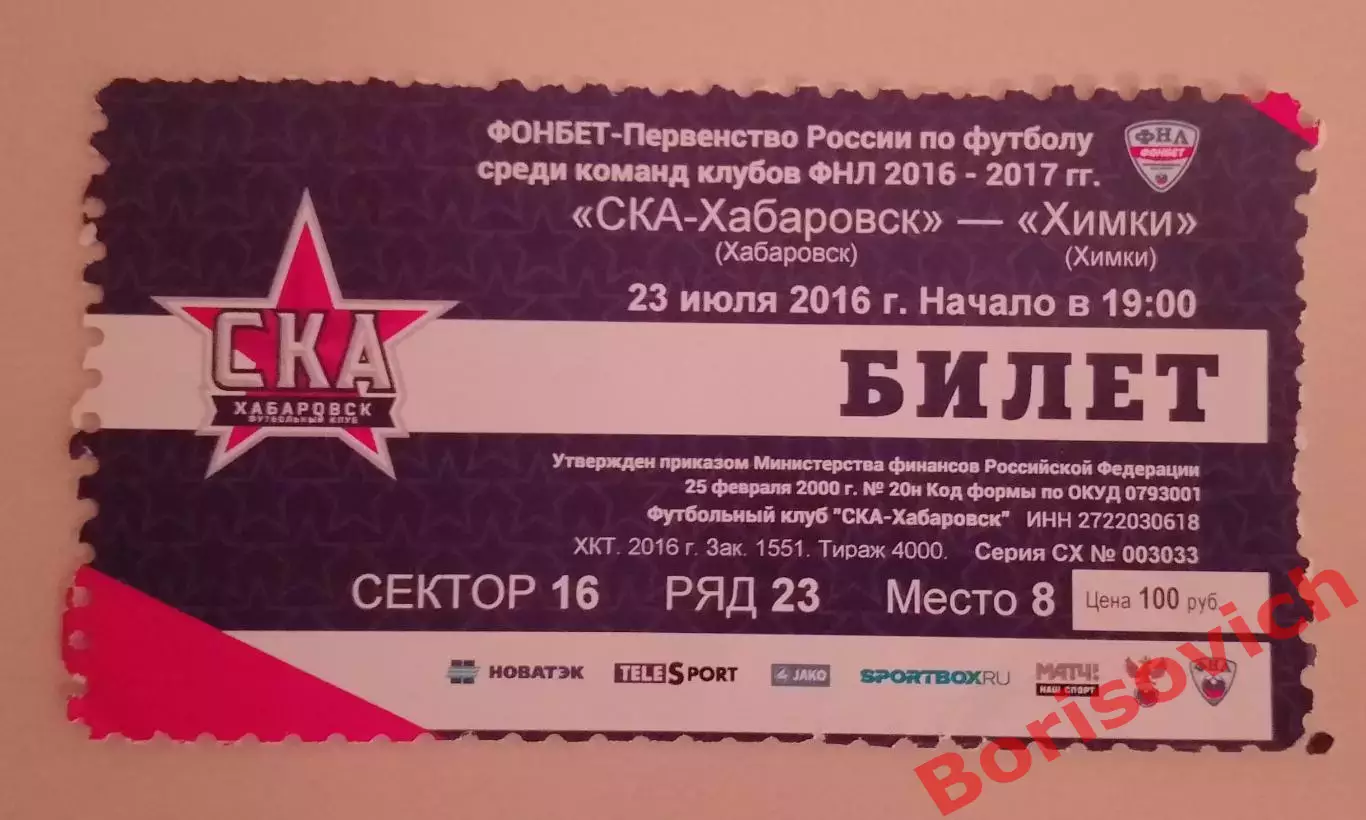 ФОНБЕТ-Первенство России по футболу
среди команд клубов ФНЛ 2016 - 2017 гг.
ФНЛ
ФОНБЕТ
«СКА-Хабаровск» — «Химки»
(Хабаровск) (Химки)
23 июля 2016 г. Начало в 19:00
СКА
ХАБАРОВСК
ФУТБОЛЬНЫЙ КЛУБ
БИЛЕТ
Утвержден приказом Министерства финансов Российской Федерации
25 февраля 2000 г. № 20н Код формы по ОКУД 0793001
Футбольный клуб "СКА-Хабаровск" ИНН 2722030618
ХКТ. 2016 г. Зак. 1551. Тираж 4000. Серия СХ № 003033
СЕКТОР 16 РЯД 23 Место 8 Цена 100 руб.
НОВАТЭК TELESPORT JAKO SPORTBOX.RU МАТЧ! НАШ СПОРТ ФНЛ
Borisovich